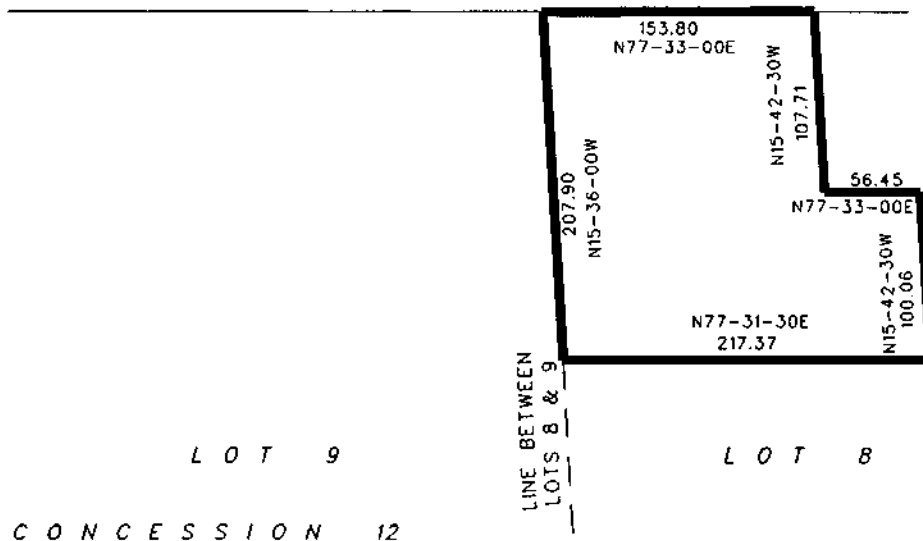 153.80
N77-33-00E
N15-42-30W
107.71
207.90
N15-36-00W
56.45
N77-33-00E
N15-42-30W
100.06
N77-31-30E
217.37
LINE BETWEEN
LOTS 8 & 9
LOT 9
LOT 8
CONCESSION 12